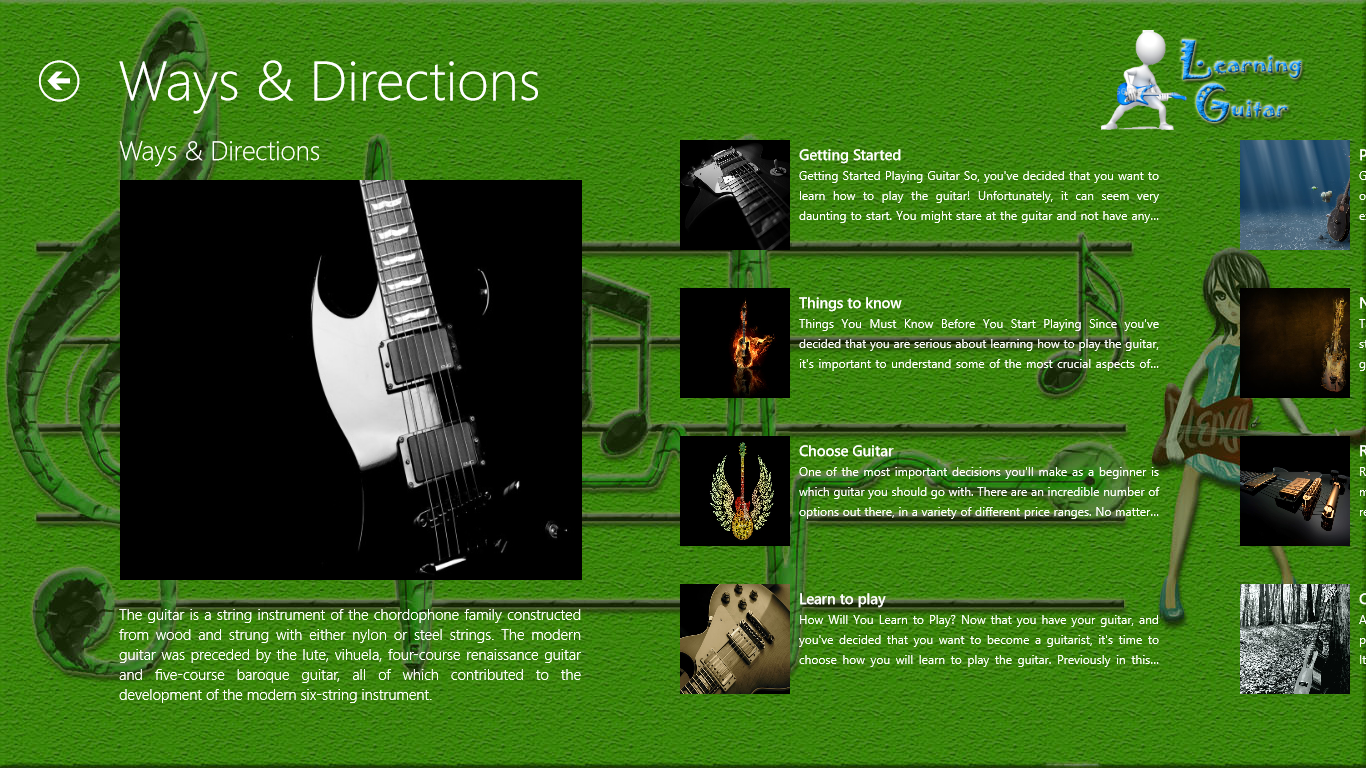 Ways & Directions
Learning
Guitar
Ways & Directions
The guitar is a string instrument of the chordophone family constructed
from wood and strung with either nylon or steel strings. The modern
guitar was preceded by the lute, vihuela, four-course renaissance guitar
and five-course baroque guitar, all of which contributed to the
development of the modern six-string instrument.
Getting Started
Getting Started Playing Guitar So, you've decided that you want to
learn how to play the guitar! Unfortunately, it can seem very
daunting to start. You might stare at the guitar and not have any...
Things to know
Things You Must Know Before You Start Playing Since you've
decided that you are serious about learning how to play the guitar,
it's important to understand some of the most crucial aspects of...
Choose Guitar
One of the most important decisions you'll make as a beginner is
which guitar you should go with. There are an incredible number of
options out there, in a variety of different price ranges. No matter...
Learn to play
How Will You Learn to Play? Now that you have your guitar, and
you've decided that you want to become a guitarist, it's time to
choose how you will learn to play the guitar. Previously in this...